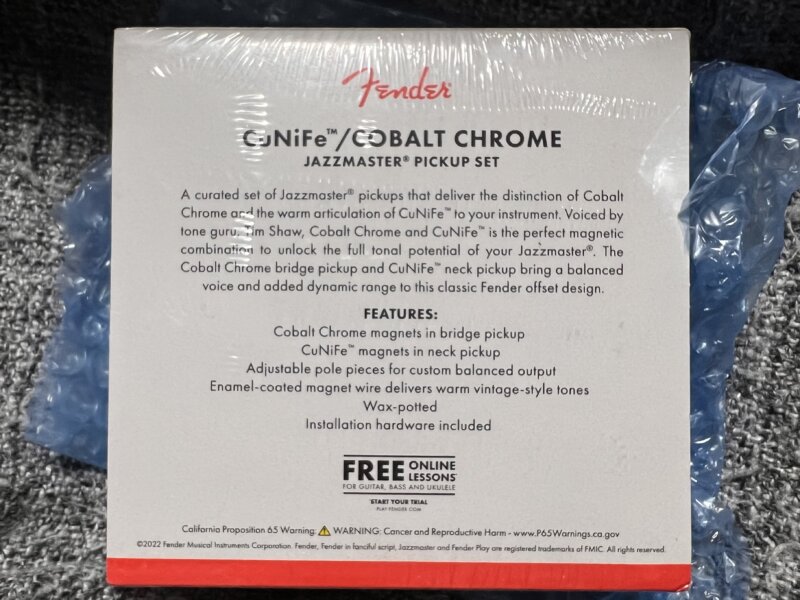 Fender
CuNiFe™/COBALT CHROME
JAZZMASTER® PICKUP SET
A curated set of Jazzmaster® pickups that deliver the distinction of Cobalt
Chrome and the warm articulation of CuNiFe™ to your instrument. Voiced by
tone guru, Tim Shaw, Cobalt Chrome and CuNiFe™ is the perfect magnetic
combination to unlock the full tonal potential of your Jazzmaster®. The
Cobalt Chrome bridge pickup and CuNiFe™ neck pickup bring a balanced
voice and added dynamic range to this classic Fender offset design.
FEATURES:
Cobalt Chrome magnets in bridge pickup
CuNiFe™ magnets in neck pickup
Adjustable pole pieces for custom balanced output
Enamel-coated magnet wire delivers warm vintage-style tones
Wax-potted
Installation hardware included
FREE ONLINE LESSONS
FOR GUITAR, BASS AND UKULELE
START YOUR TRIAL
PLAY.FENDER.COM
California Proposition 65 Warning: ⚠ WARNING: Cancer and Reproductive Harm - www.P65Warnings.ca.gov
©2022 Fender Musical Instruments Corporation. Fender, Fender in fanciful script, Jazzmaster and Fender Play are registered trademarks of FMIC. All rights reserved.